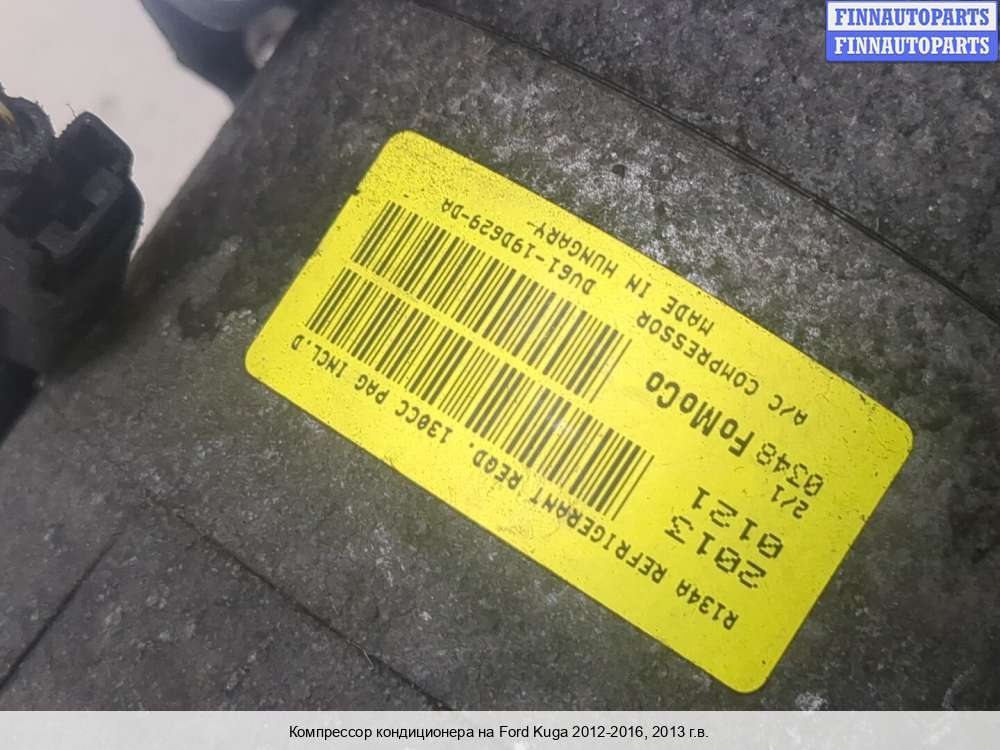 FINNAUTOPARTS
FINNAUTOPARTS
R134A REFRIGERANT REQD. 130CC PAG INCL.D
2013
0121
2/1
0348
FoMoCo
A/C COMPRESSOR
MADE IN HUNGARY
DV61-19D629-DA
Компрессор кондиционера на Ford Kuga 2012-2016, 2013 г.в.